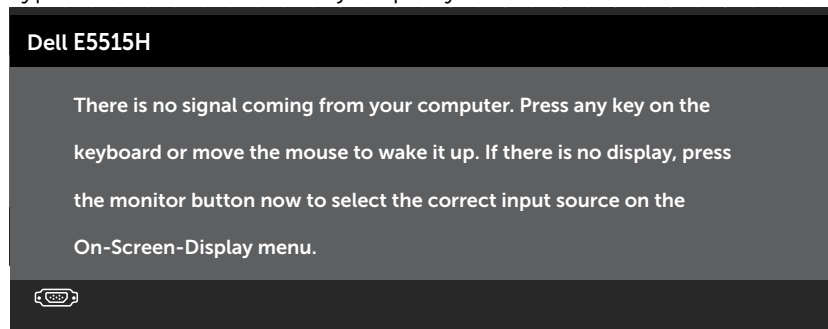 Dell E5515H
There is no signal coming from your computer. Press any key on the
keyboard or move the mouse to wake it up. If there is no display, press
the monitor button now to select the correct input source on the
On-Screen-Display menu.